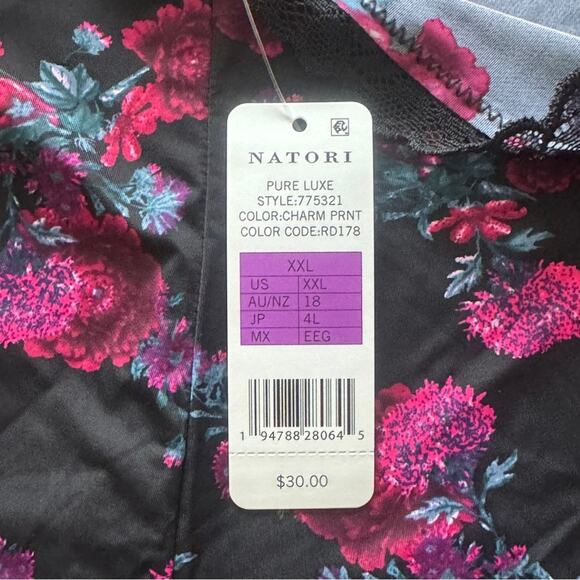 NATORI
PURE LUXE
STYLE:775321
COLOR:CHARM PRNT
COLOR CODE:RD178
XXL
US XXL
AU/NZ 18
JP 4L
MX EEG
1 94788 28064 5
$30.00